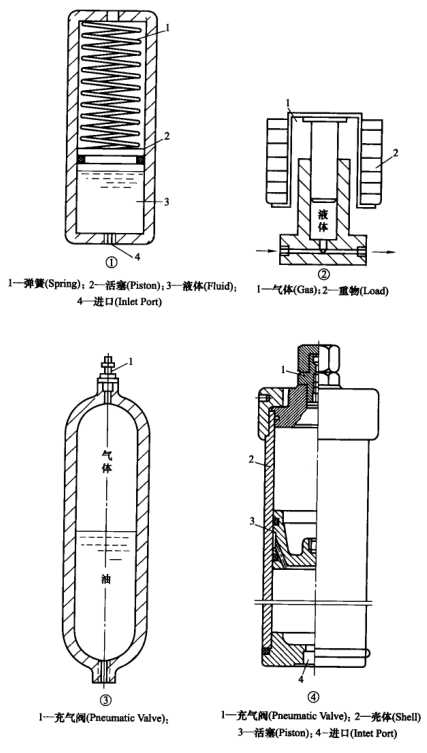 1
2
3
4
①
1—弹簧(Spring)；2—活塞(Piston)；3—液体(Fluid)；
4—进口(Inlet Port)
1
2
液
体
②
1—气体(Gas)；2—重物(Load)
1
气
体
油
③
1—充气阀(Pneumatic Valve)；
1
2
3
4
④
1—充气阀(Pneumatic Valve)；2—壳体(Shell)
3—活塞(Piston)；4–进口(Intet Port)